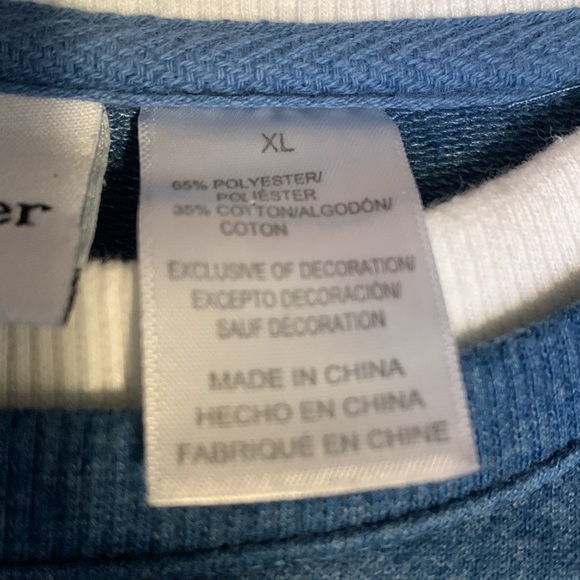 er
XL
65% POLYESTER/
POLIÉSTER
35% COTTON/ALGODÓN/
COTON
EXCLUSIVE OF DECORATION/
EXCEPTO DECORACIÓN/
SAUF DÉCORATION
MADE IN CHINA
HECHO EN CHINA
FABRIQUÉ EN CHINE